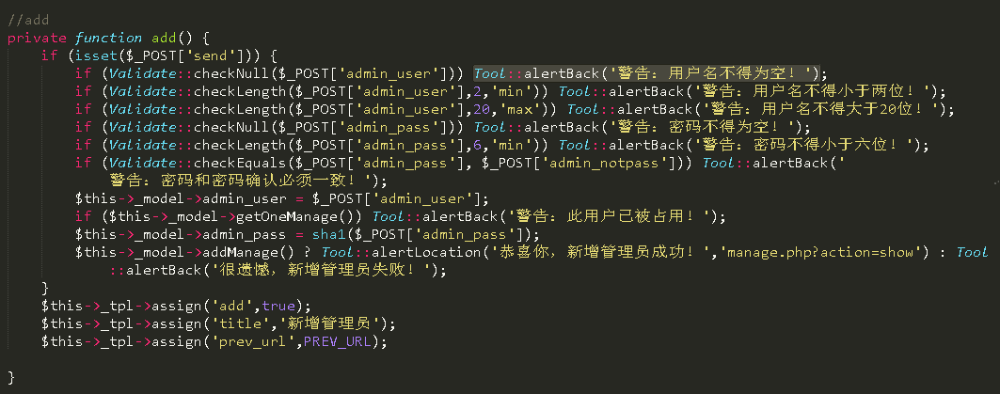 //add
private function add() {
if (isset($_POST['send'])) {
if (Validate::checkNull($_POST['admin_user'])) Tool::alertBack('警告：用户名不得为空！');
if (Validate::checkLength($_POST['admin_user'],2,'min')) Tool::alertBack('警告：用户名不得小于两位！');
if (Validate::checkLength($_POST['admin_user'],20,'max')) Tool::alertBack('警告：用户名不得大于20位！');
if (Validate::checkNull($_POST['admin_pass'])) Tool::alertBack('警告：密码不得为空！');
if (Validate::checkLength($_POST['admin_pass'],6,'min')) Tool::alertBack('警告：密码不得小于六位！');
if (Validate::checkEquals($_POST['admin_pass'], $_POST['admin_notpass'])) Tool::alertBack('
警告：密码和密码确认必须一致！');
$this->_model->admin_user = $_POST['admin_user'];
if ($this->_model->getOneManage()) Tool::alertBack('警告：此用户已被占用！');
$this->_model->admin_pass = sha1($_POST['admin_pass']);
$this->_model->addManage() ? Tool::alertLocation('恭喜你，新增管理员成功！','manage.php?action=show') : Tool
::alertBack('很遗憾，新增管理员失败！');
}
$this->_tpl->assign('add',true);
$this->_tpl->assign('title','新增管理员');
$this->_tpl->assign('prev_url',PREV_URL);
}